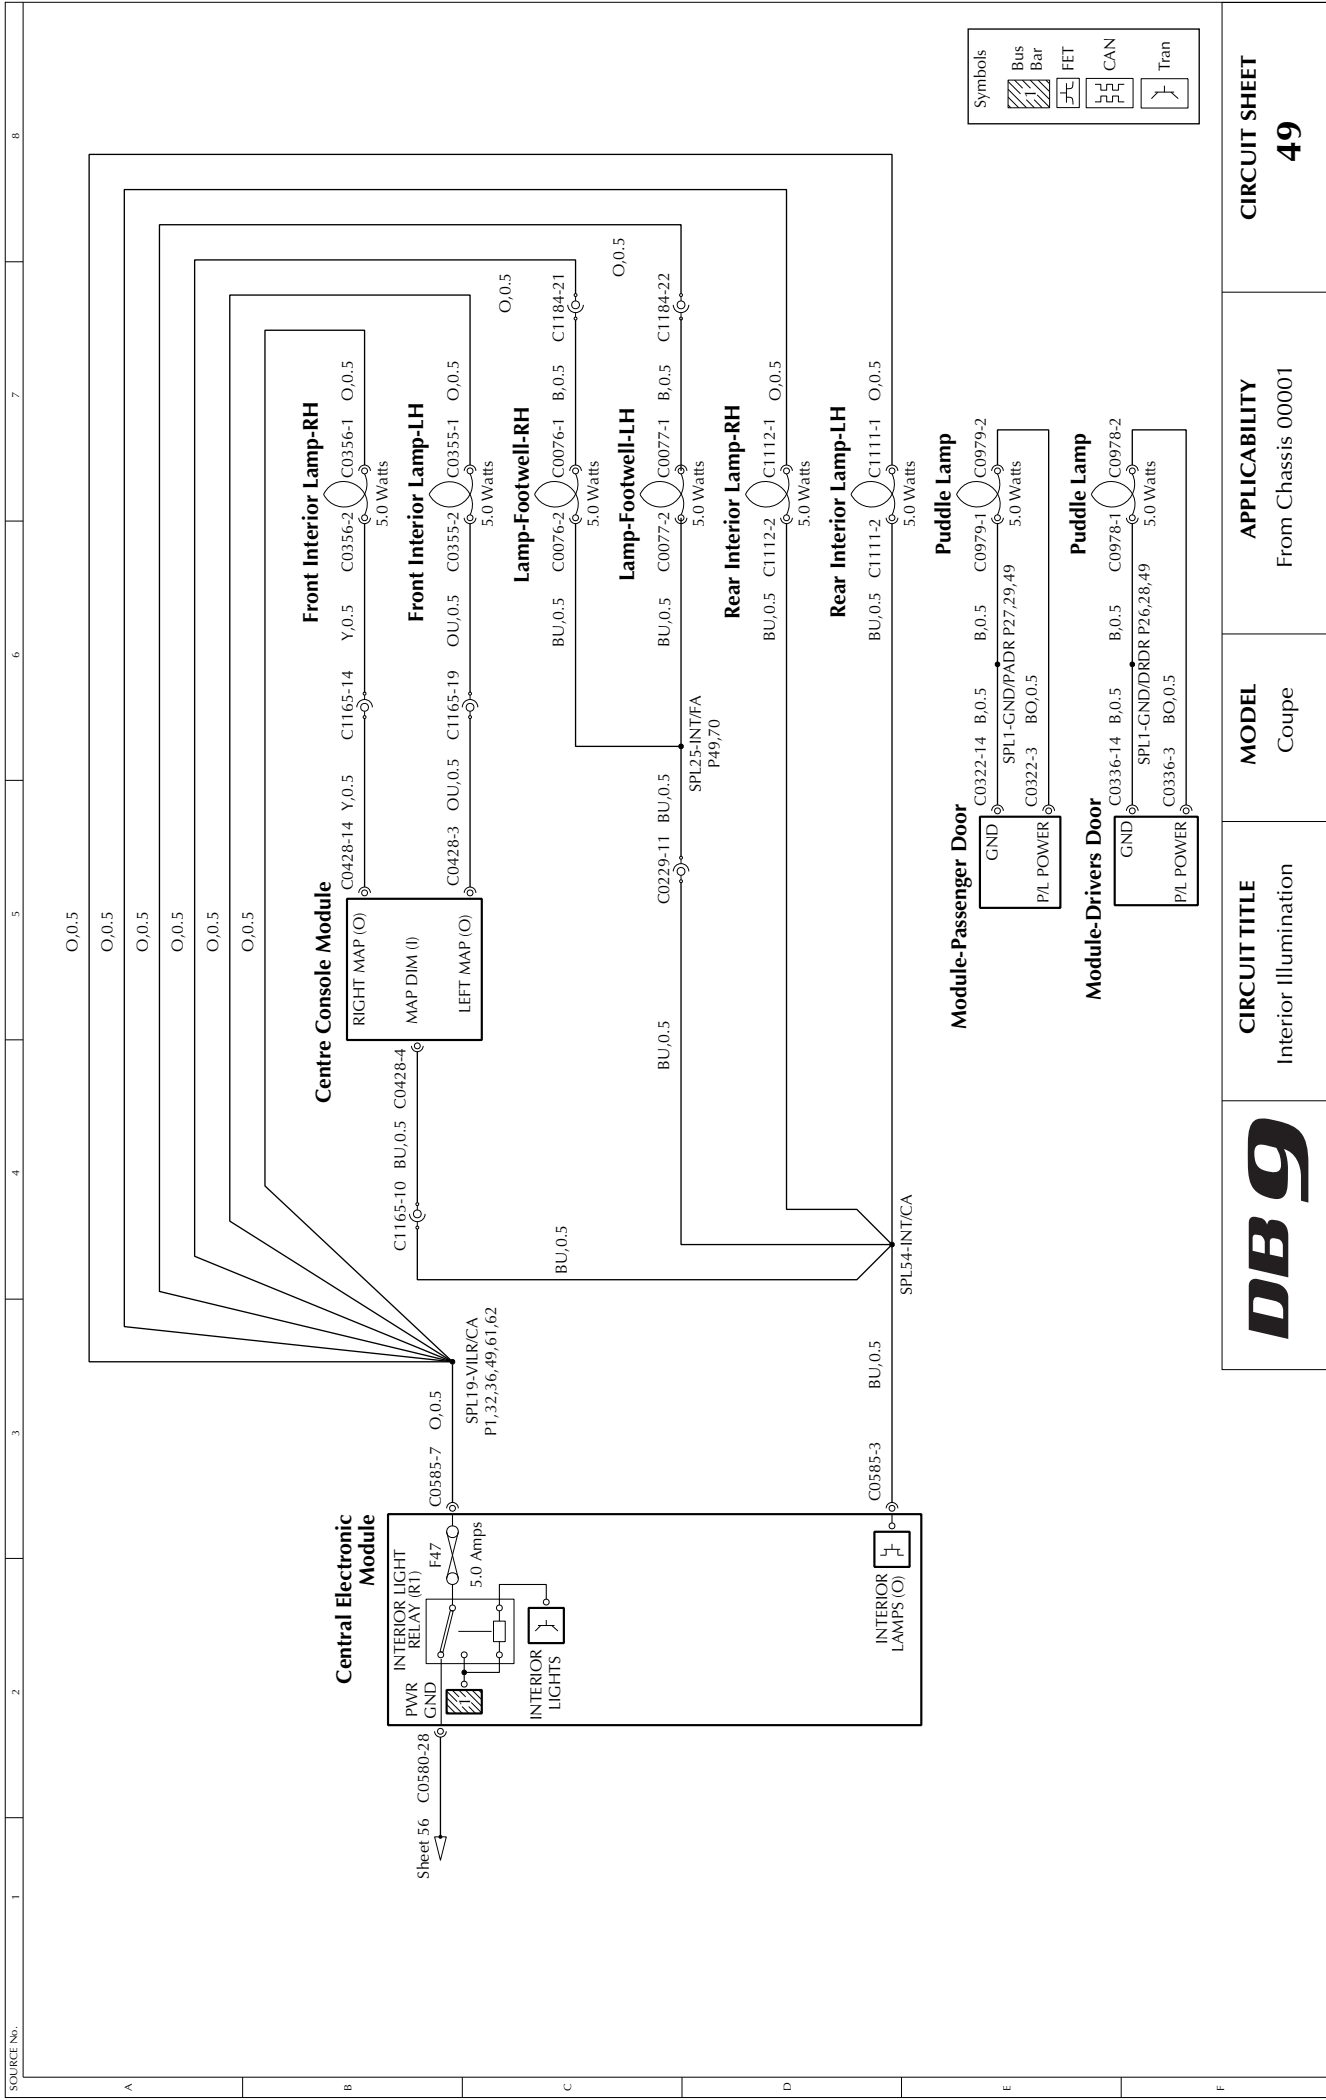 SOURCE No.
1
2
3
4
5
6
7
8
A
B
C
D
E
F
O,0.5
O,0.5
O,0.5
O,0.5
O,0.5
O,0.5
Sheet 56
C0580-28
Central Electronic
Module
PWR
GND
INTERIOR LIGHT
RELAY (R1)
F47
5.0 Amps
1
INTERIOR
LIGHTS
INTERIOR
LAMPS (O)
C0585-7
O,0.5
SPL19-VILR/CA
P1,32,36,49,61,62
C0585-3
BU,0.5
SPL54-INT/CA
C1165-10
BU,0.5
C0428-4
BU,0.5
Centre Console Module
RIGHT MAP (O)
MAP DIM (I)
LEFT MAP (O)
C0428-14
Y,0.5
C1165-14
Y,0.5
C0356-2
Front Interior Lamp-RH
C0356-1
O,0.5
5.0 Watts
C0428-3
OU,0.5
C1165-19
OU,0.5
C0355-2
Front Interior Lamp-LH
C0355-1
O,0.5
5.0 Watts
Lamp-Footwell-RH
BU,0.5
C0076-2
C0076-1
B,0.5
C1184-21
O,0.5
5.0 Watts
Lamp-Footwell-LH
BU,0.5
C0229-11
BU,0.5
SPL25-INT/FA
P49,70
BU,0.5
C0077-2
C0077-1
B,0.5
C1184-22
O,0.5
5.0 Watts
Rear Interior Lamp-RH
BU,0.5
C1112-2
C1112-1
O,0.5
5.0 Watts
Rear Interior Lamp-LH
BU,0.5
C1111-2
C1111-1
O,0.5
5.0 Watts
Module-Passenger Door
GND
P/L POWER
C0322-14
B,0.5
SPL1-GND/PADR P27,29,49
C0322-3
BO,0.5
B,0.5
C0979-1
Puddle Lamp
C0979-2
5.0 Watts
Module-Drivers Door
GND
P/L POWER
C0336-14
B,0.5
SPL1-GND/DRDR P26,28,49
C0336-3
BO,0.5
B,0.5
C0978-1
Puddle Lamp
C0978-2
5.0 Watts
Symbols
1
Bus
Bar
FET
CAN
Tran
DB 9
CIRCUIT TITLE
Interior Illumination
MODEL
Coupe
APPLICABILITY
From Chassis 00001
CIRCUIT SHEET
49